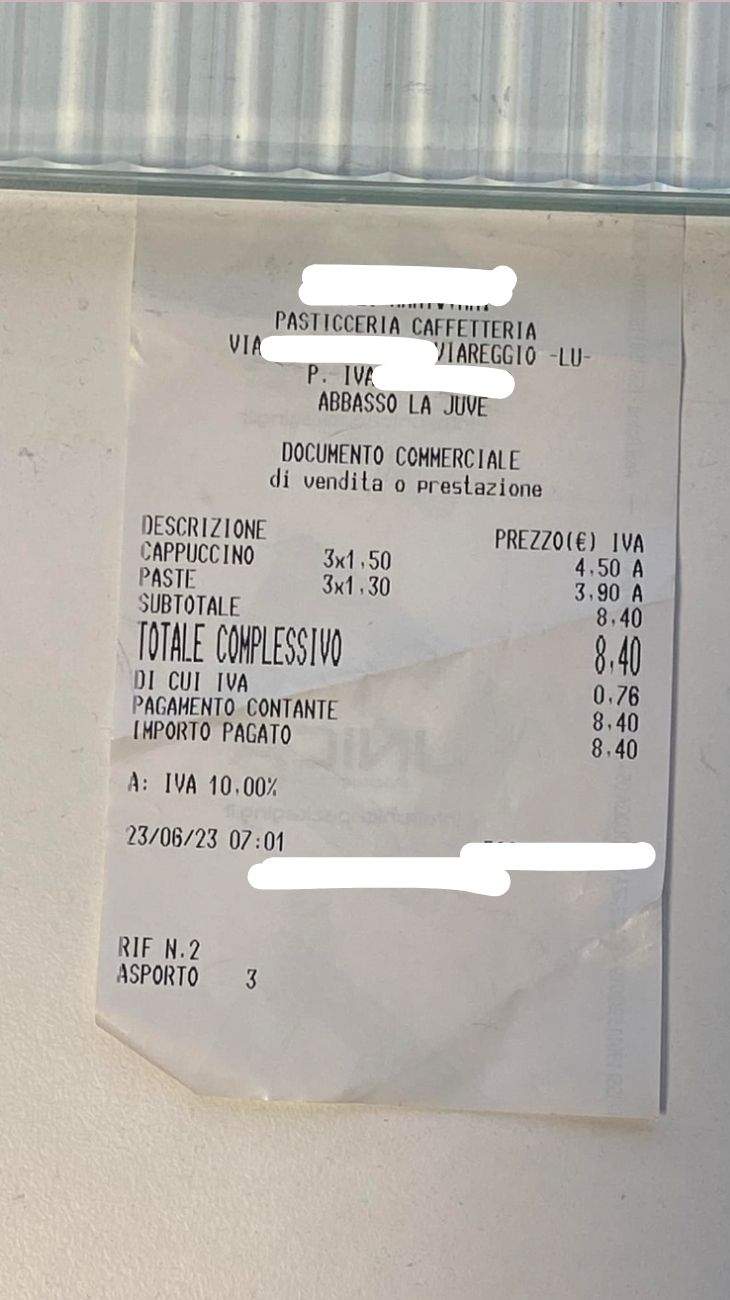 PASTICCERIA CAFFETTERIA
VIA VIAREGGIO -LU-
P. IVA
ABBASSO LA JUVE
DOCUMENTO COMMERCIALE
di vendita o prestazione
DESCRIZIONE PREZZO(€) IVA
CAPPUCCINO 3x1,50 4,50 A
PASTE 3x1,30 3,90 A
SUBTOTALE 8,40
TOTALE COMPLESSIVO 8,40
DI CUI IVA 0,76
PAGAMENTO CONTANTE 8,40
IMPORTO PAGATO 8,40
A: IVA 10,00%
23/06/23 07:01
RIF N.2
ASPORTO 3